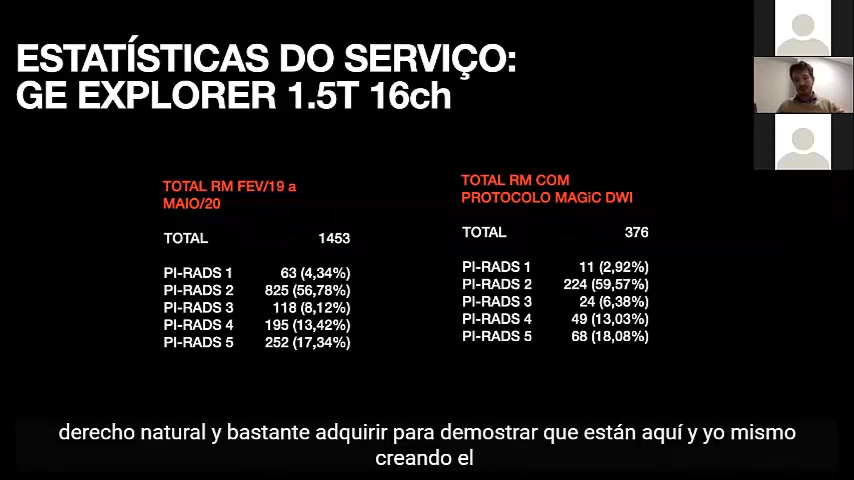 ESTATÍSTICAS DO SERVIÇO:
GE EXPLORER 1.5T 16ch
TOTAL RM FEV/19 a
MAIO/20
TOTAL 1453
PI-RADS 1 63 (4,34%)
PI-RADS 2 825 (56,78%)
PI-RADS 3 118 (8,12%)
PI-RADS 4 195 (13,42%)
PI-RADS 5 252 (17,34%)
TOTAL RM COM
PROTOCOLO MAGiC DWI
TOTAL 376
PI-RADS 1 11 (2,92%)
PI-RADS 2 224 (59,57%)
PI-RADS 3 24 (6,38%)
PI-RADS 4 49 (13,03%)
PI-RADS 5 68 (18,08%)
derecho natural y bastante adquirir para demostrar que están aquí y yo mismo
creando el